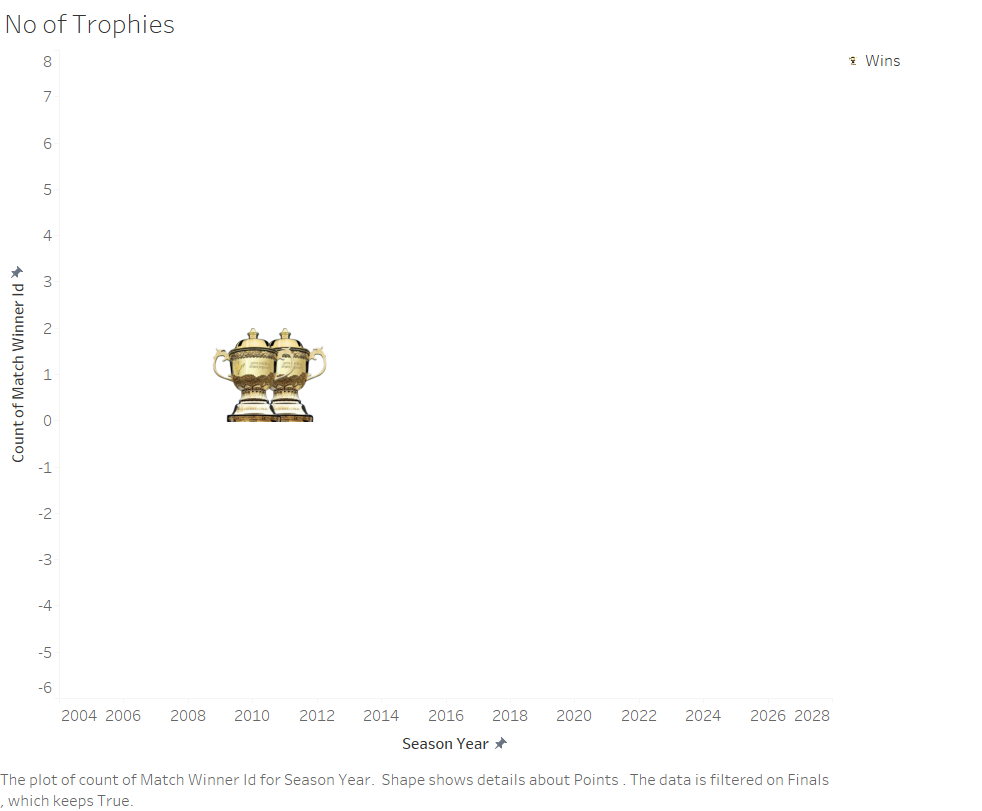 No of Trophies
Wins
8
7
6
5
4
3
2
1
0
-1
-2
-3
-4
-5
-6
Count of Match Winner Id
2004 2006 2008 2010 2012 2014 2016 2018 2020 2022 2024 2026 2028
Season Year
The plot of count of Match Winner Id for Season Year. Shape shows details about Points . The data is filtered on Finals
, which keeps True.